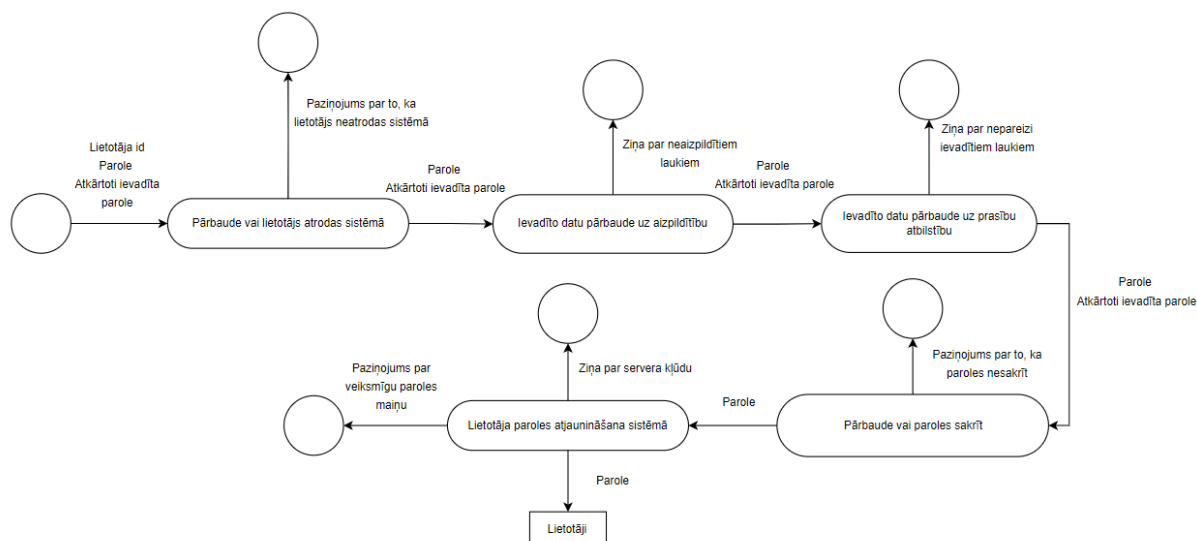 Paziņojums par to, ka
lietotājs neatrodas sistēmā
Lietotāja id
Parole
Atkārtoti ievadīta
parole
Pārbaude vai lietotājs atrodas sistēmā
Parole
Atkārtoti ievadīta parole
Ziņa par neaizpildītiem
laukiem
Ievadīto datu pārbaude uz aizpildītību
Parole
Atkārtoti ievadīta parole
Ziņa par nepareizi
ievadītiem laukiem
Ievadīto datu pārbaude uz prasību
atbilstību
Parole
Atkārtoti ievadīta parole
Paziņojums par to, ka
paroles nesakrīt
Pārbaude vai paroles sakrīt
Parole
Ziņa par servera kļūdu
Lietotāja paroles atjaunināšana sistēmā
Paziņojums par
veiksmīgu paroles
maiņu
Parole
Lietotāji